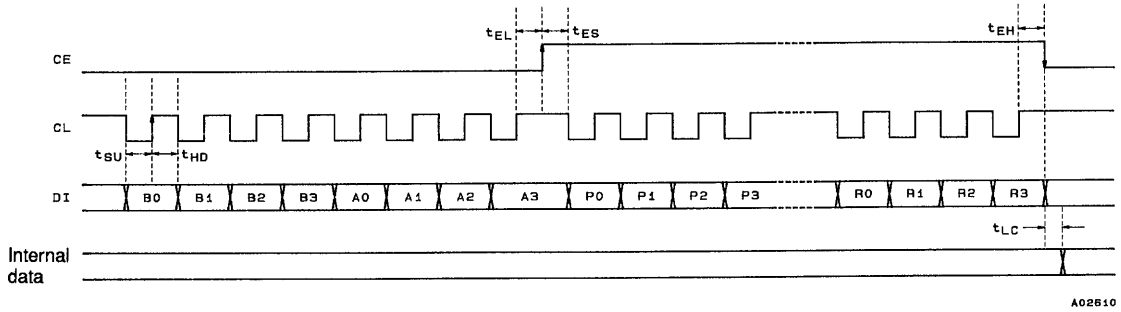 tEL tES tEH
CE
CL
tSU tHD
DI B0 B1 B2 B3 A0 A1 A2 A3 P0 P1 P2 P3 R0 R1 R2 R3
tLC
Internal
data
A02610